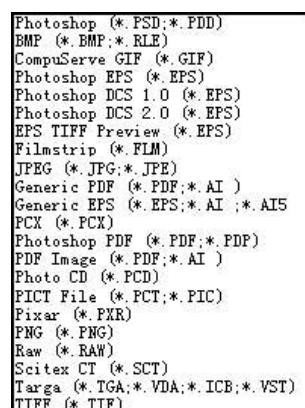 Photoshop (*.PSD;*.PDD)
BMP (*.BMP;*.RLE)
CompuServe GIF (*.GIF)
Photoshop EPS (*.EPS)
Photoshop DCS 1.0 (*.EPS)
Photoshop DCS 2.0 (*.EPS)
EPS TIFF Preview (*.EPS)
Filmstrip (*.FLM)
JPEG (*.JPG;*.JPE)
Generic PDF (*.PDF;*.AI )
Generic EPS (*.EPS;*.AI ;*.AI5
PCX (*.PCX)
Photoshop PDF (*.PDF;*.PDP)
PDF Image (*.PDF;*.AI )
Photo CD (*.PCD)
PICT File (*.PCT;*.PIC)
Pixar (*.PXR)
PNG (*.PNG)
Raw (*.RAW)
Scitex CT (*.SCT)
Targa (*.TGA;*.VDA;*.ICB;*.VST)
TIFF (*.TIF)